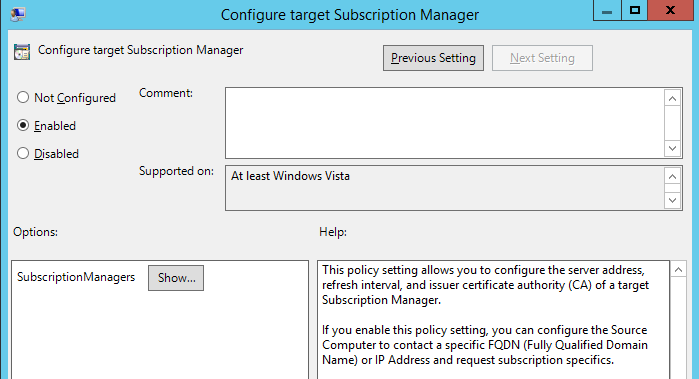 Configure target Subscription Manager
Configure target Subscription Manager
Previous Setting
Next Setting
Not Configured
Comment:
Enabled
Disabled
Supported on:
At least Windows Vista
Options:
Help:
SubscriptionManagers
Show...
This policy setting allows you to configure the server address,
refresh interval, and issuer certificate authority (CA) of a target
Subscription Manager.
If you enable this policy setting, you can configure the Source
Computer to contact a specific FQDN (Fully Qualified Domain
Name) or IP Address and request subscription specifics.